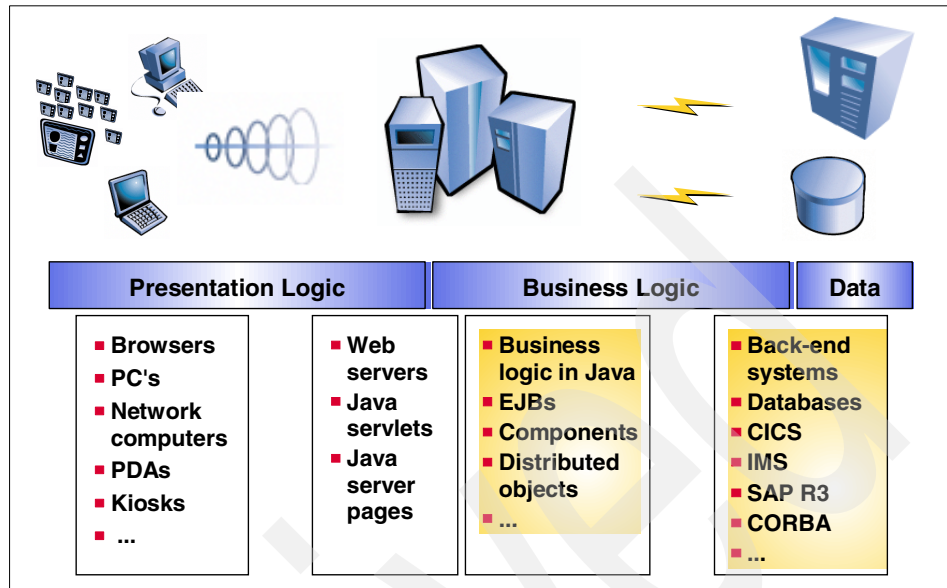 Presentation Logic
Business Logic
Data
Browsers
PC's
Network
computers
PDAs
Kiosks
...
Web
servers
Java
servlets
Java
server
pages
Business
logic in Java
EJBs
Components
Distributed
objects
...
Back-end
systems
Databases
CICS
IMS
SAP R3
CORBA
...